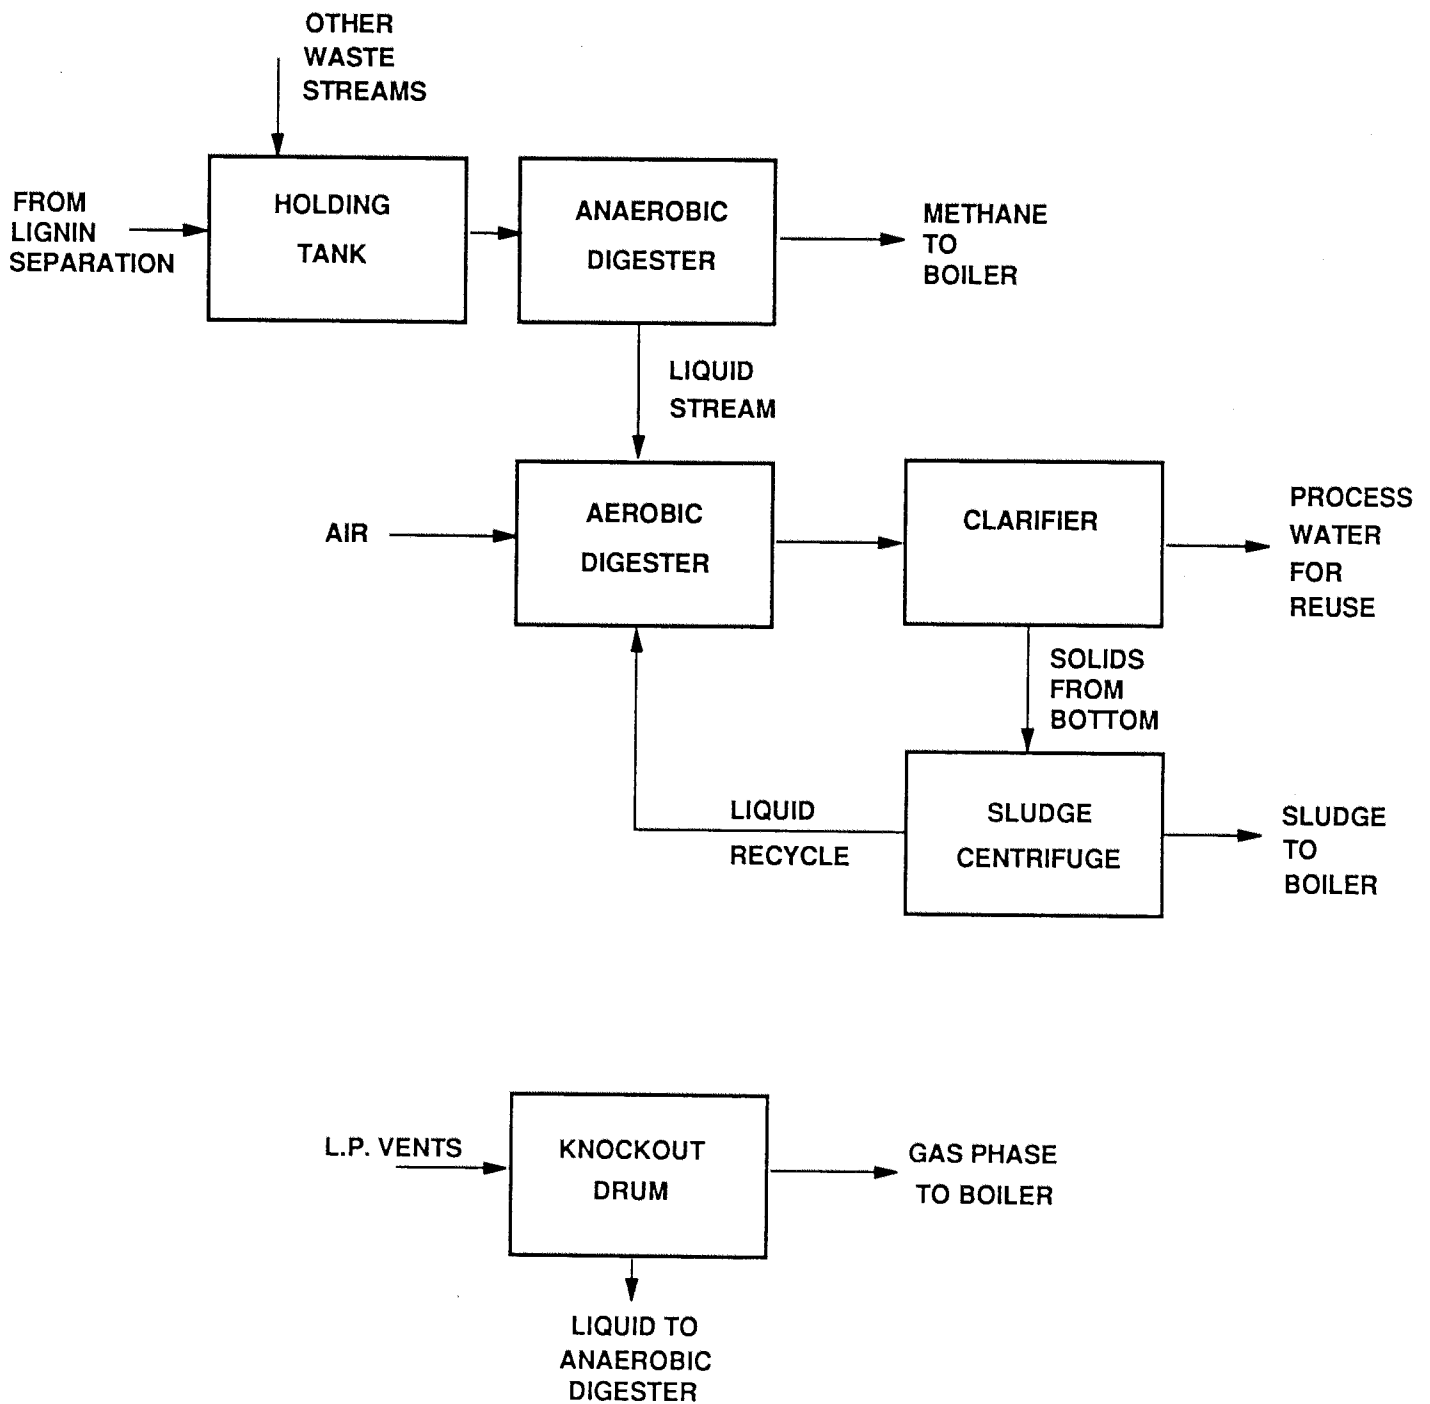 OTHER
WASTE
STREAMS
FROM
LIGNIN
SEPARATION
HOLDING
TANK
ANAEROBIC
DIGESTER
METHANE
TO
BOILER
LIQUID
STREAM
AIR
AEROBIC
DIGESTER
CLARIFIER
PROCESS
WATER
FOR
REUSE
SOLIDS
FROM
BOTTOM
LIQUID
RECYCLE
SLUDGE
CENTRIFUGE
SLUDGE
TO
BOILER
L.P. VENTS
KNOCKOUT
DRUM
GAS PHASE
TO BOILER
LIQUID TO
ANAEROBIC
DIGESTER